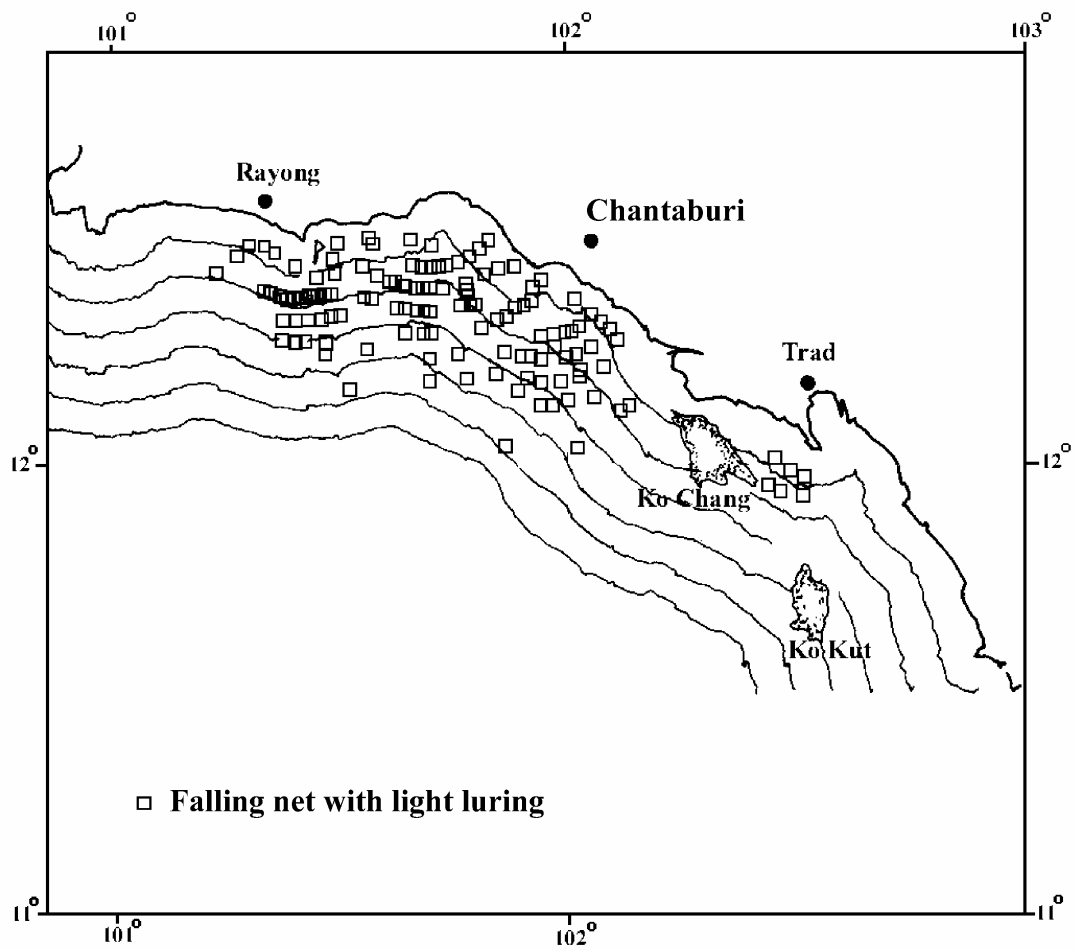 101°
102°
103°
Rayong
Chantaburi
Trad
12°
12°
Ko Chang
Ko Kut
Falling net with light luring
11°
11°
101°
102°